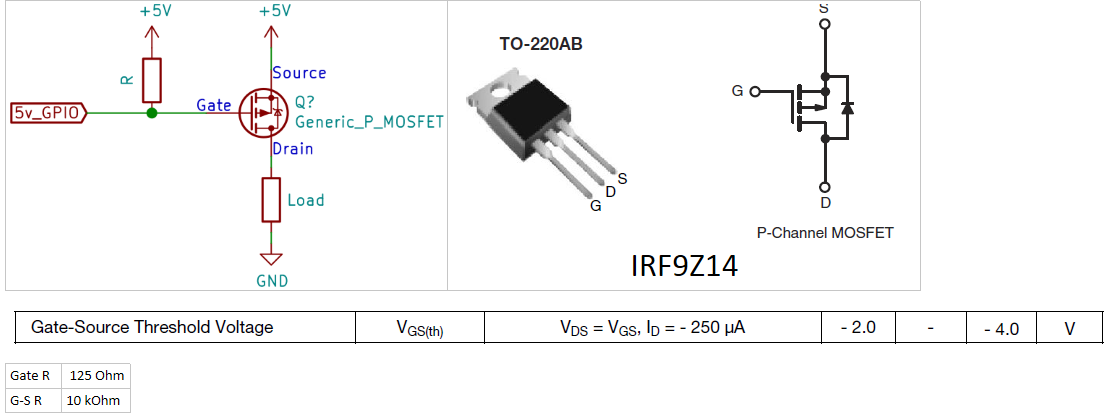 +5V
+5V
R
5v_GPIO
Gate
Source
Q?
Generic_P_MOSFET
Drain
Load
GND
TO-220AB
S
D
G
S
G
D
P-Channel MOSFET
IRF9Z14
Gate-Source Threshold Voltage VGS(th) VDS = VGS, ID = - 250 µA - 2.0 - - 4.0 V
Gate R 125 Ohm
G-S R 10 kOhm